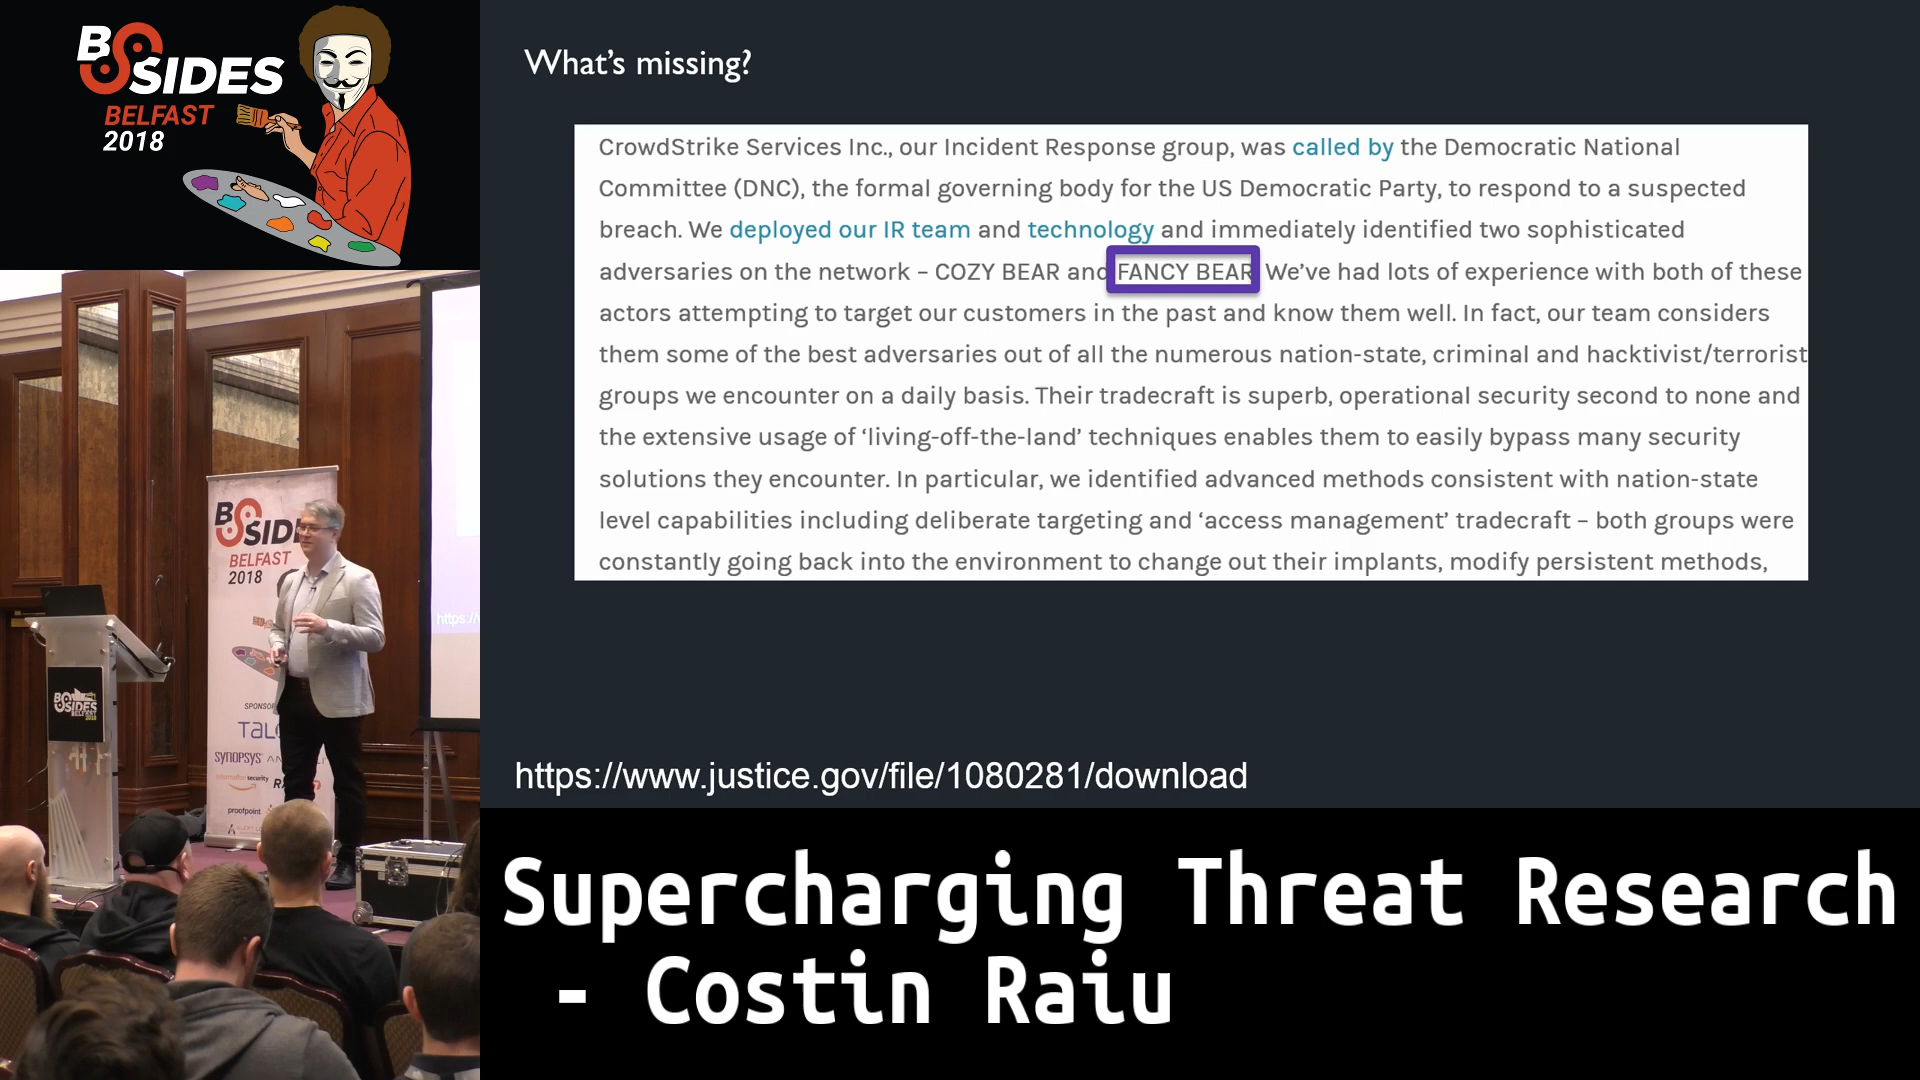 B SIDES
BELFAST
2018
What's missing?
CrowdStrike Services Inc., our Incident Response group, was called by the Democratic National
Committee (DNC), the formal governing body for the US Democratic Party, to respond to a suspected
breach. We deployed our IR team and technology and immediately identified two sophisticated
adversaries on the network – COZY BEAR and FANCY BEAR We've had lots of experience with both of these
actors attempting to target our customers in the past and know them well. In fact, our team considers
them some of the best adversaries out of all the numerous nation-state, criminal and hacktivist/terrorist
groups we encounter on a daily basis. Their tradecraft is superb, operational security second to none and
the extensive usage of ‘living-off-the-land’ techniques enables them to easily bypass many security
solutions they encounter. In particular, we identified advanced methods consistent with nation-state
level capabilities including deliberate targeting and ‘access management’ tradecraft – both groups were
constantly going back into the environment to change out their implants, modify persistent methods,
https://www.justice.gov/file/1080281/download
B SID
BELFAST
2018
SPONSO
TAL
SYNOPSYS
security
proofpoint
https://
B SIDES
BELFAST
2018
Supercharging Threat Research
- Costin Raiu